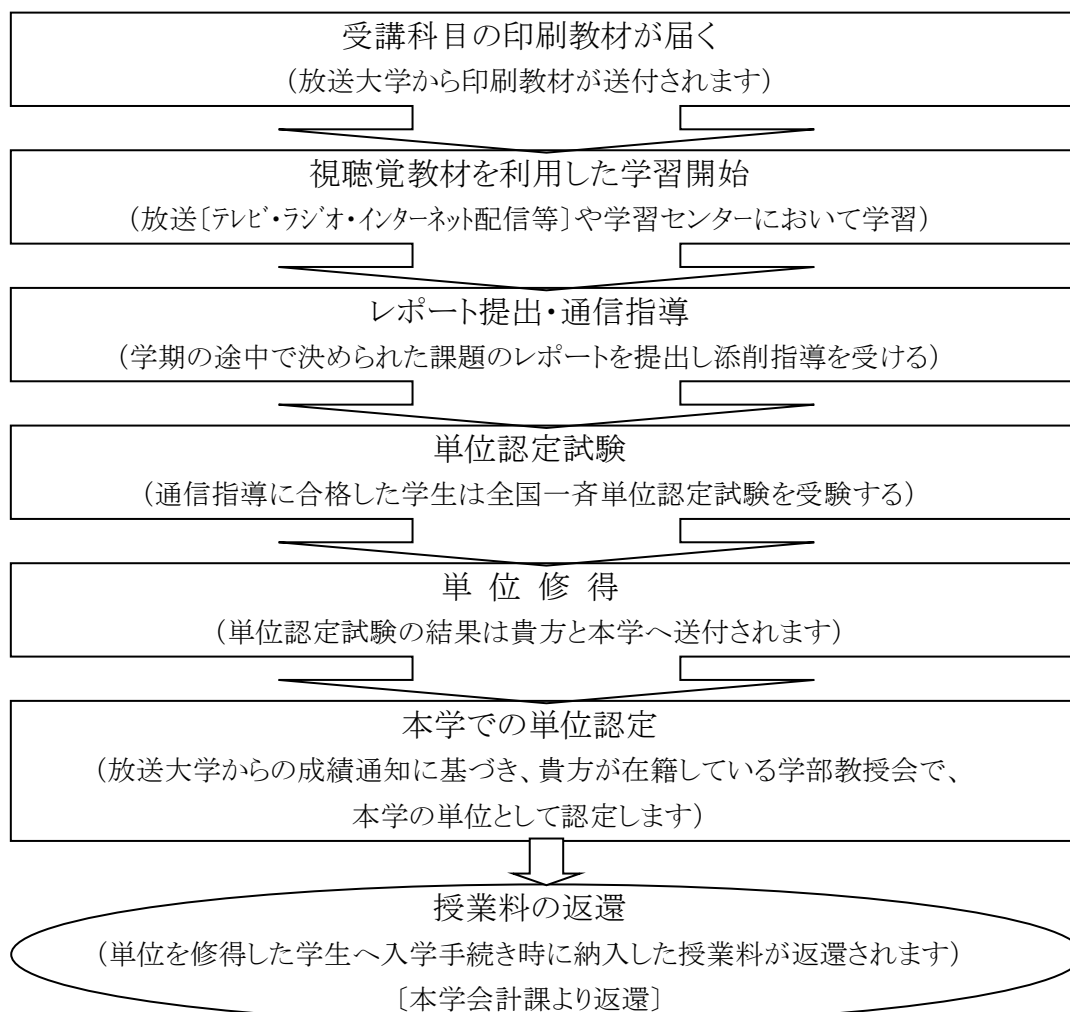 受講科目の印刷教材が届く
（放送大学から印刷教材が送付されます）
視聴覚教材を利用した学習開始
（放送〔ﾃﾚﾋﾞ・ﾗｼﾞｵ・ｲﾝﾀｰﾈｯﾄ配信等〕や学習センターにおいて学習）
レポート提出・通信指導
（学期の途中で決められた課題のレポートを提出し添削指導を受ける）
単位認定試験
（通信指導に合格した学生は全国一斉単位認定試験を受験する）
単 位 修 得
（単位認定試験の結果は貴方と本学へ送付されます）
本学での単位認定
（放送大学からの成績通知に基づき、貴方が在籍している学部教授会で、
本学の単位として認定します）
授業料の返還
（単位を修得した学生へ入学手続き時に納入した授業料が返還されます）
〔本学会計課より返還〕